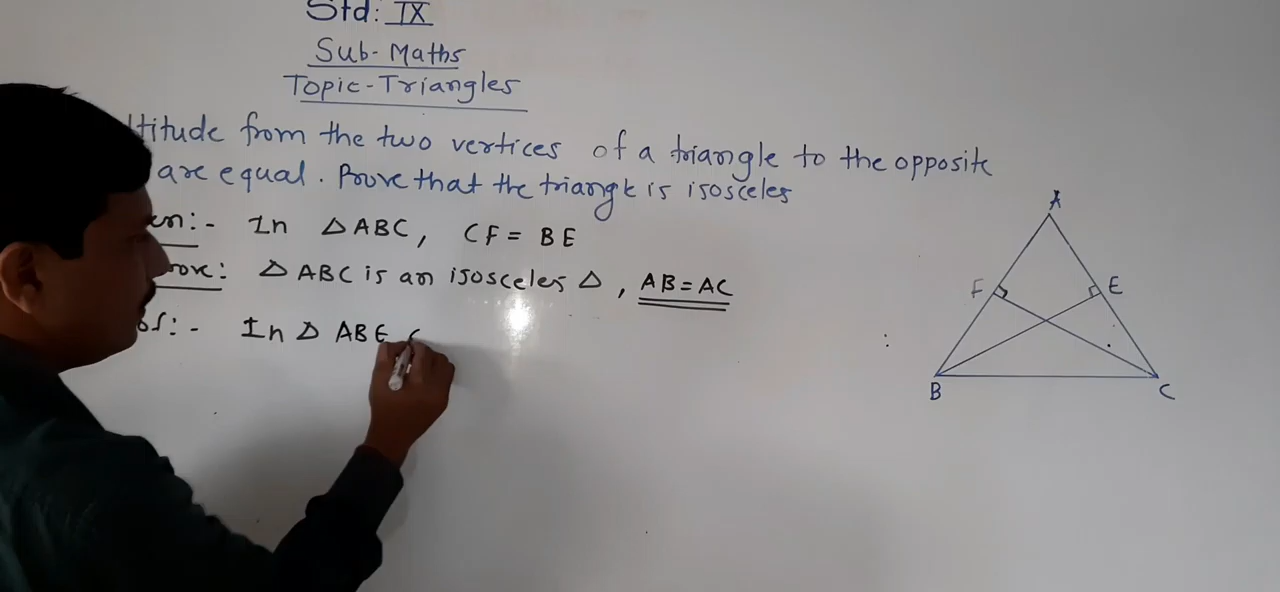 Std: IX
Sub- Maths
Topic-Triangles
from the two vertices of a triangle to the opposite
are equal. Prove that the triangle is isosceles
:- In △ABC, CF = BE
: △ABC is an isosceles △, AB=AC
:- In △ ABE
A
F
E
B
C